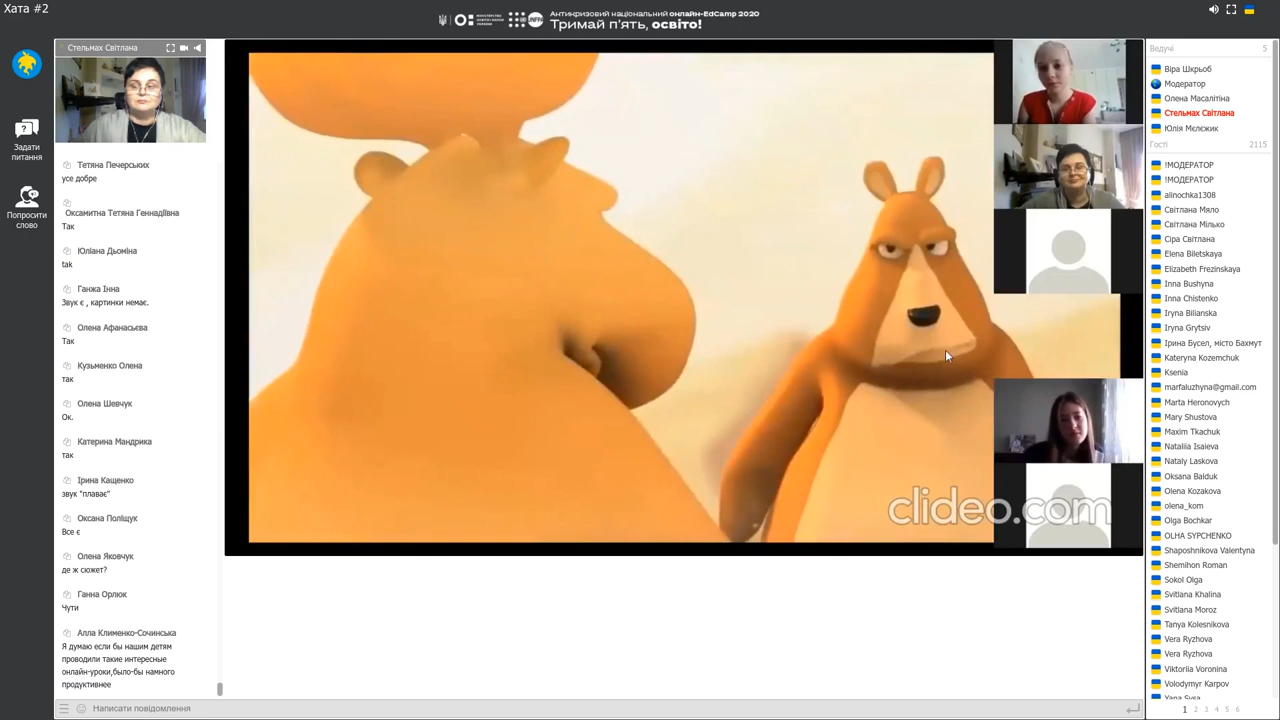 Хата #2
МІНІСТЕРСТВО ОСВІТИ І НАУКИ УКРАЇНИ
Антикризовий національний онлайн-EdCamp 2020
Тримай п'ять, освіто!
Задати питання
Попросити слово
Стельмах Світлана
Тетяна Печерських
усе добре
Оксамитна Тетяна Геннадіївна
Так
Юліана Дьоміна
tak
Ганжа Інна
Звук є , картинки немає.
Олена Афанасьєва
Так
Кузьменко Олена
так
Олена Шевчук
Ок.
Катерина Мандрика
так
Ірина Кащенко
звук "плаває"
Оксана Поліщук
Все є
Олена Яковчук
де ж сюжет?
Ганна Орлюк
Чути
Алла Клименко-Сочинська
Я думаю если бы нашим детям
проводили такие интересные
онлайн-уроки,было-бы намного
продуктивнее
Написати повідомлення
clideo.com
Ведучі 5
Віра Шкрьоб
Модератор
Олена Масалітіна
Стельмах Світлана
Юлія Мєлєжик
Гості 2115
!МОДЕРАТОР
!МОДЕРАТОР
alinochka1308
Світлана Мяло
Світлана Мілько
Сіра Світлана
Elena Biletskaya
Elizabeth Frezinskaya
Inna Bushyna
Inna Chistenko
Iryna Bilianska
Iryna Grytsiv
Ірина Бусел, місто Бахмут
Kateryna Kozemchuk
Ksenia
marfaluzhyna@gmail.com
Marta Heronovych
Mary Shustova
Maxim Tkachuk
Nataliia Isaieva
Nataly Laskova
Oksana Balduk
Olena Kozakova
olena_kom
Olga Bochkar
OLHA SYPCHENKO
Shaposhnikova Valentyna
Shemihon Roman
Sokol Olga
Svitlana Khalina
Svitlana Moroz
Tanya Kolesnikova
Vera Ryzhova
Vera Ryzhova
Viktoriia Voronina
Volodymyr Karpov
Yana Sysa
1 2 3 4 5 6